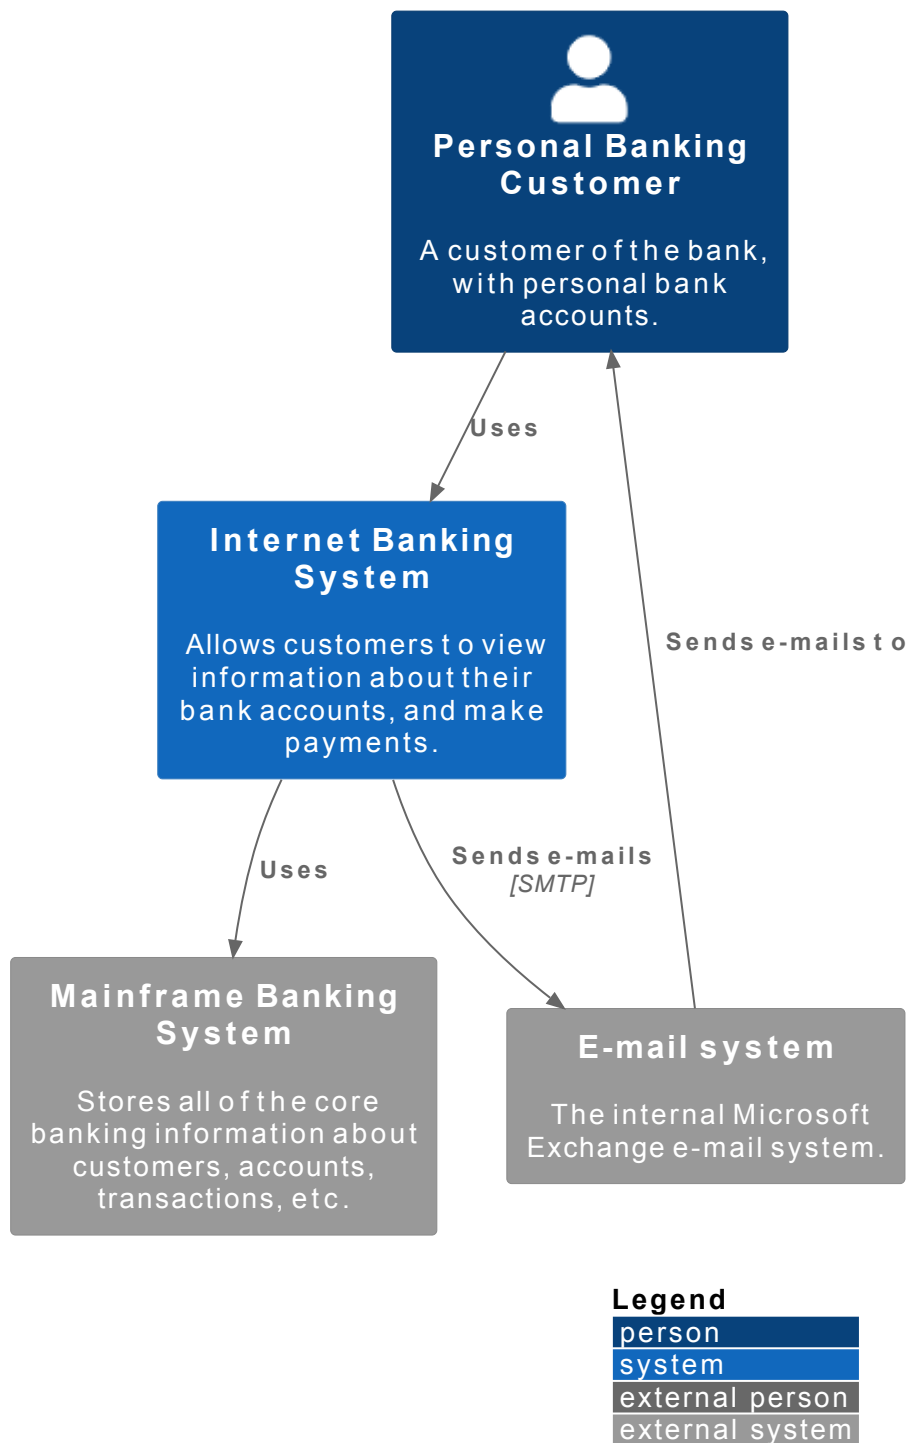 Personal Banking
Customer
A customer of the bank,
with personal bank
accounts.
Uses
Internet Banking
System
Allows customers to view
information about their
bank accounts, and make
payments.
Sends e-mails to
Uses
Sends e-mails
[SMTP]
Mainframe Banking
System
Stores all of the core
banking information about
customers, accounts,
transactions, etc.
E-mail system
The internal Microsoft
Exchange e-mail system.
Legend
person
system
external person
external system